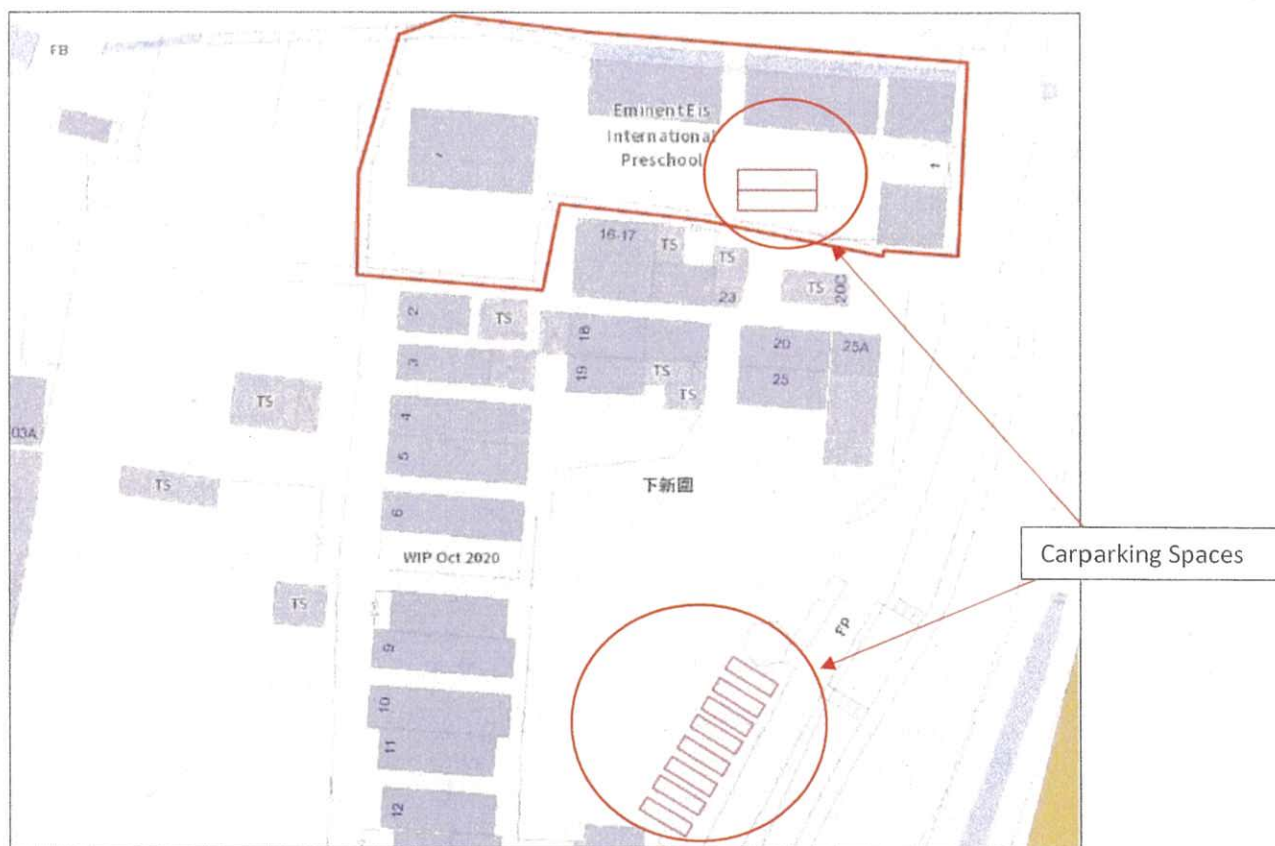 FB
Eminent Eis
International
Preschool
1
1
16-17
TS
TS
23
TS
20C
2
TS
18
20
25A
3
19
TS
25
TS
TS
4
03A
5
下新圍
TS
6
WIP Oct 2020
Carparking Spaces
TS
FP
9
10
11
12